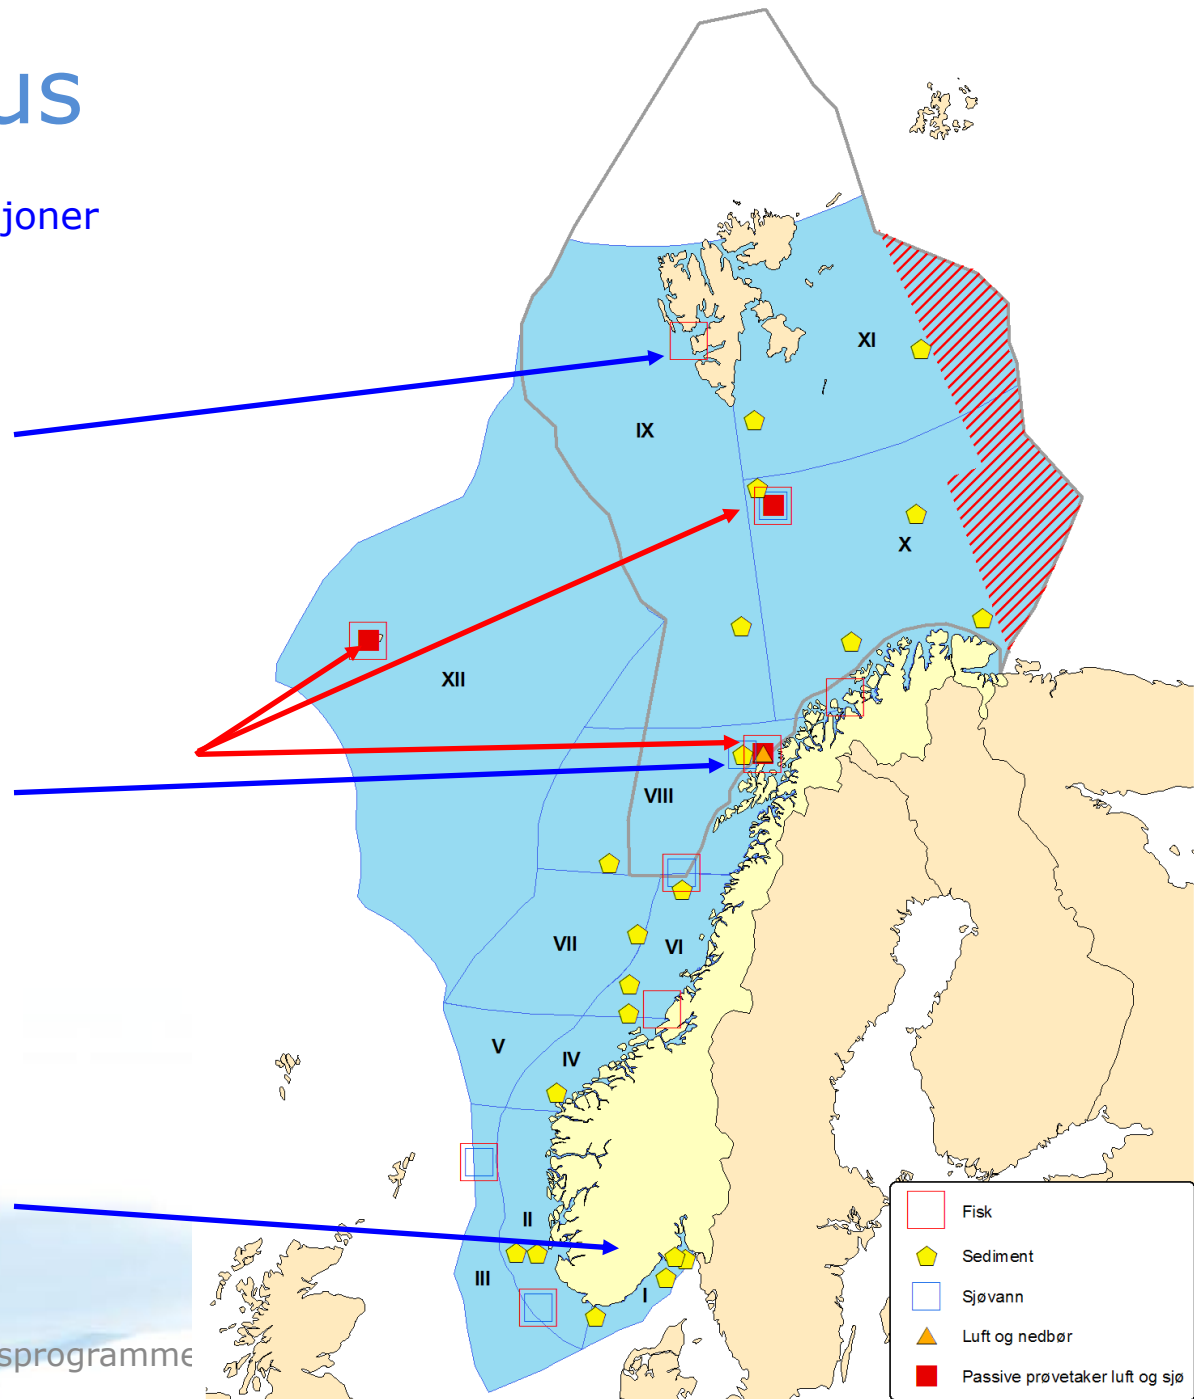 us
joner
XI
IX
X
XII
VIII
VII
VI
V
IV
II
III
I
Fisk
Sediment
Sjøvann
Luft og nedbør
Passive prøvetaker luft og sjø
sprogramme